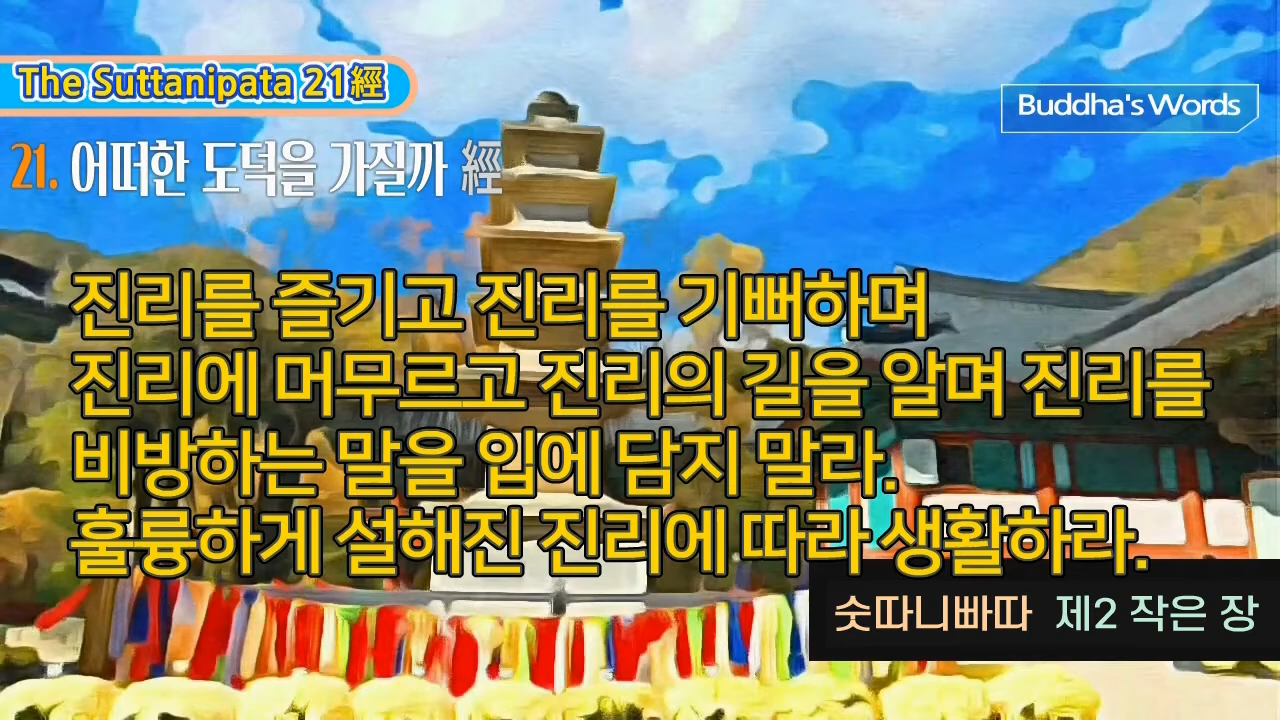 The Suttanipata 21經
Buddha's Words
21. 어떠한 도덕을 가질까 經
진리를 즐기고 진리를 기뻐하며
진리에 머무르고 진리의 길을 알며 진리를
비방하는 말을 입에 담지 말라.
훌륭하게 설해진 진리에 따라 생활하라.
숫따니빠따 제2 작은 장